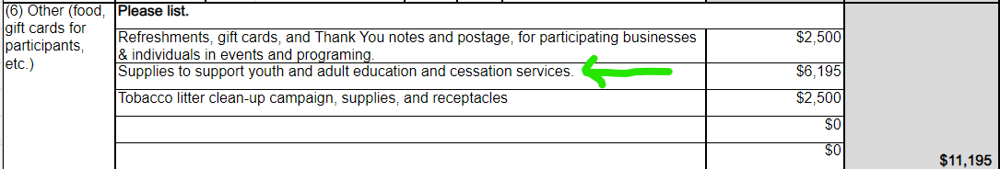 (6) Other (food,
gift cards for
participants,
etc.)
Please list.
Refreshments, gift cards, and Thank You notes and postage, for participating businesses
& individuals in events and programing.
$2,500
Supplies to support youth and adult education and cessation services.
$6,195
Tobacco litter clean-up campaign, supplies, and receptacles
$2,500
$0
$0
$11,195